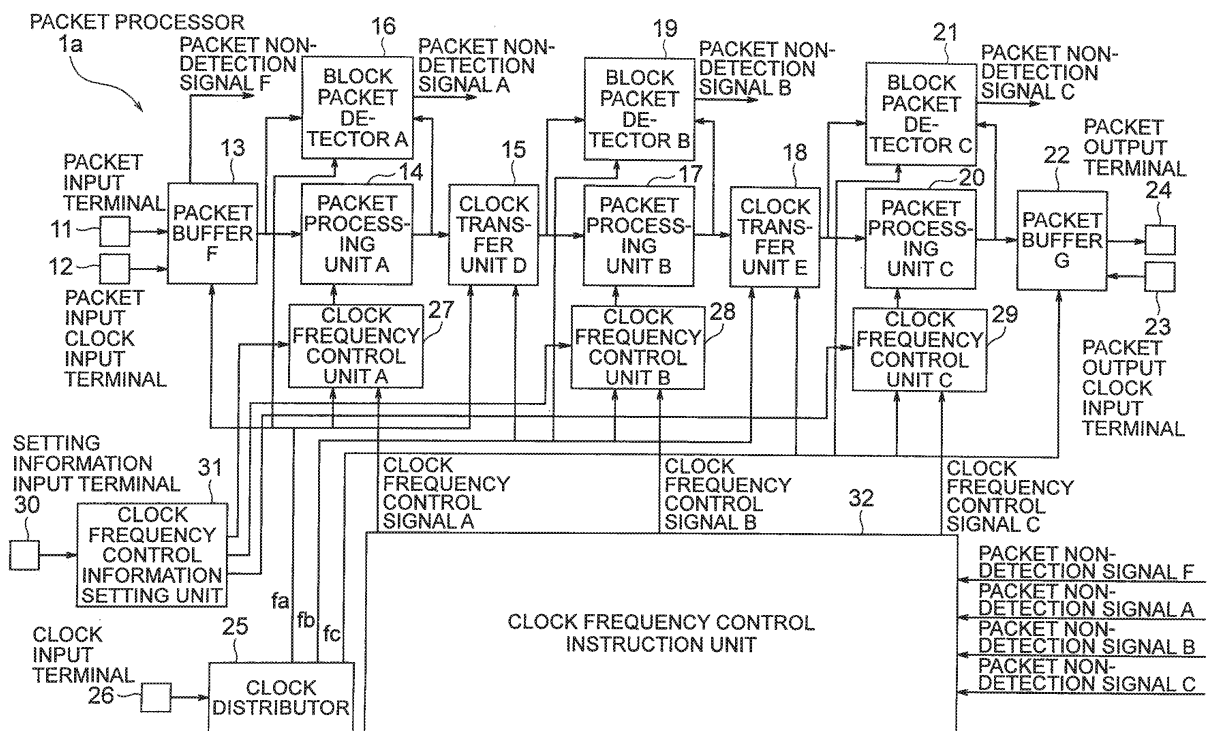 PACKET PROCESSOR
1a
PACKET NON-
DETECTION
SIGNAL F
16
BLOCK
PACKET
DE-
TECTOR A
PACKET NON-
DETECTION
SIGNAL A
19
BLOCK
PACKET
DE-
TECTOR B
PACKET NON-
DETECTION
SIGNAL B
21
BLOCK
PACKET
DE-
TECTOR C
PACKET NON-
DETECTION
SIGNAL C
PACKET
INPUT
TERMINAL
11
12
PACKET
INPUT
CLOCK
INPUT
TERMINAL
13
PACKET
BUFFER
F
14
PACKET
PROCES-
SING
UNIT A
15
CLOCK
TRANS-
FER
UNIT D
17
PACKET
PROCES-
SING
UNIT B
18
CLOCK
TRANS-
FER
UNIT E
20
PACKET
PROCES-
SING
UNIT C
22
PACKET
BUFFER
G
PACKET
OUTPUT
TERMINAL
24
23
PACKET
OUTPUT
CLOCK
INPUT
TERMINAL
27
CLOCK
FREQUENCY
CONTROL
UNIT A
28
CLOCK
FREQUENCY
CONTROL
UNIT B
29
CLOCK
FREQUENCY
CONTROL
UNIT C
SETTING
INFORMATION
INPUT TERMINAL
30
31
CLOCK
FREQUENCY
CONTROL
INFORMATION
SETTING UNIT
CLOCK
FREQUENCY
CONTROL
SIGNAL A
CLOCK
FREQUENCY
CONTROL
SIGNAL B
CLOCK
FREQUENCY
CONTROL
SIGNAL C
32
fa
fb
fc
CLOCK
INPUT
TERMINAL
26
25
CLOCK
DISTRIBUTOR
CLOCK FREQUENCY CONTROL
INSTRUCTION UNIT
PACKET NON-
DETECTION SIGNAL F
PACKET NON-
DETECTION SIGNAL A
PACKET NON-
DETECTION SIGNAL B
PACKET NON-
DETECTION SIGNAL C